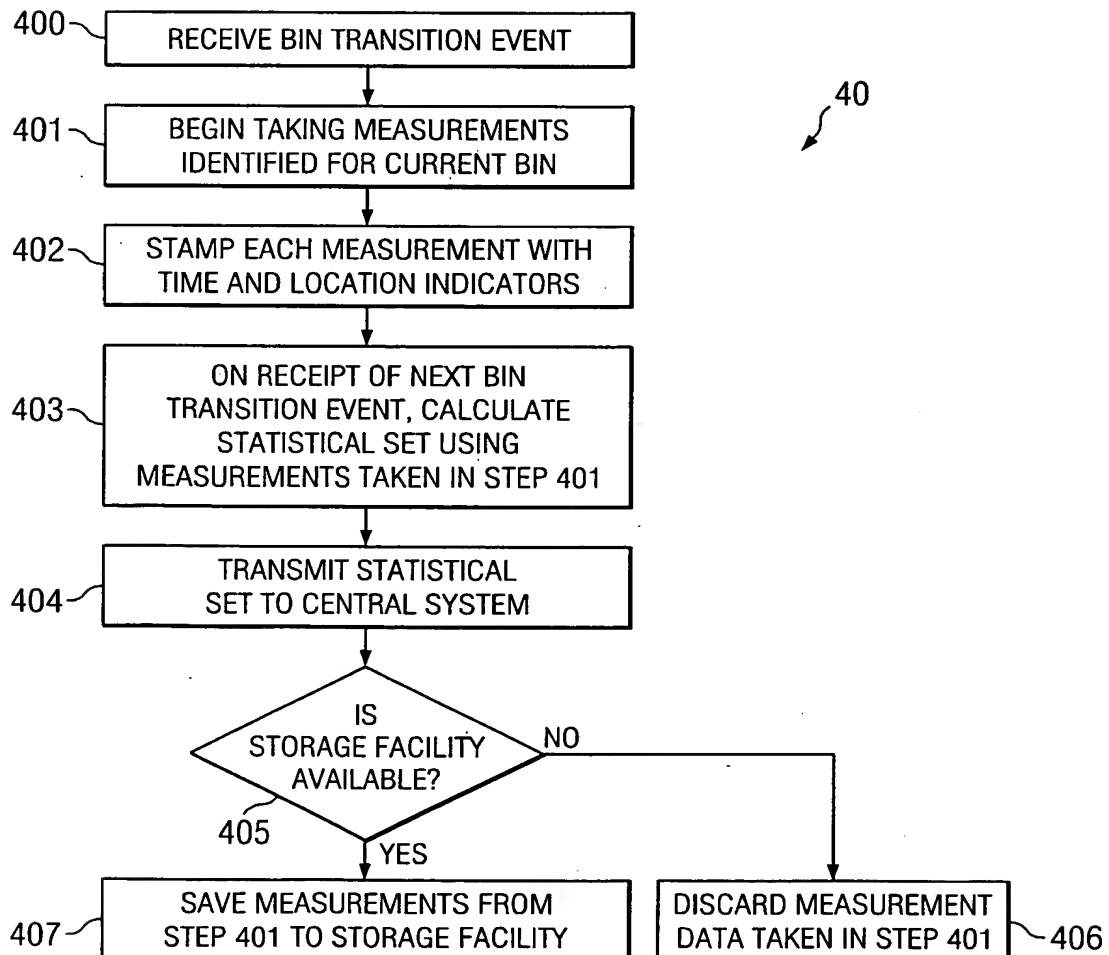 400
RECEIVE BIN TRANSITION EVENT
40
401
BEGIN TAKING MEASUREMENTS
IDENTIFIED FOR CURRENT BIN
402
STAMP EACH MEASUREMENT WITH
TIME AND LOCATION INDICATORS
403
ON RECEIPT OF NEXT BIN
TRANSITION EVENT, CALCULATE
STATISTICAL SET USING
MEASUREMENTS TAKEN IN STEP 401
404
TRANSMIT STATISTICAL
SET TO CENTRAL SYSTEM
IS
STORAGE FACILITY
AVAILABLE?
NO
405
YES
407
SAVE MEASUREMENTS FROM
STEP 401 TO STORAGE FACILITY
DISCARD MEASUREMENT
DATA TAKEN IN STEP 401
406